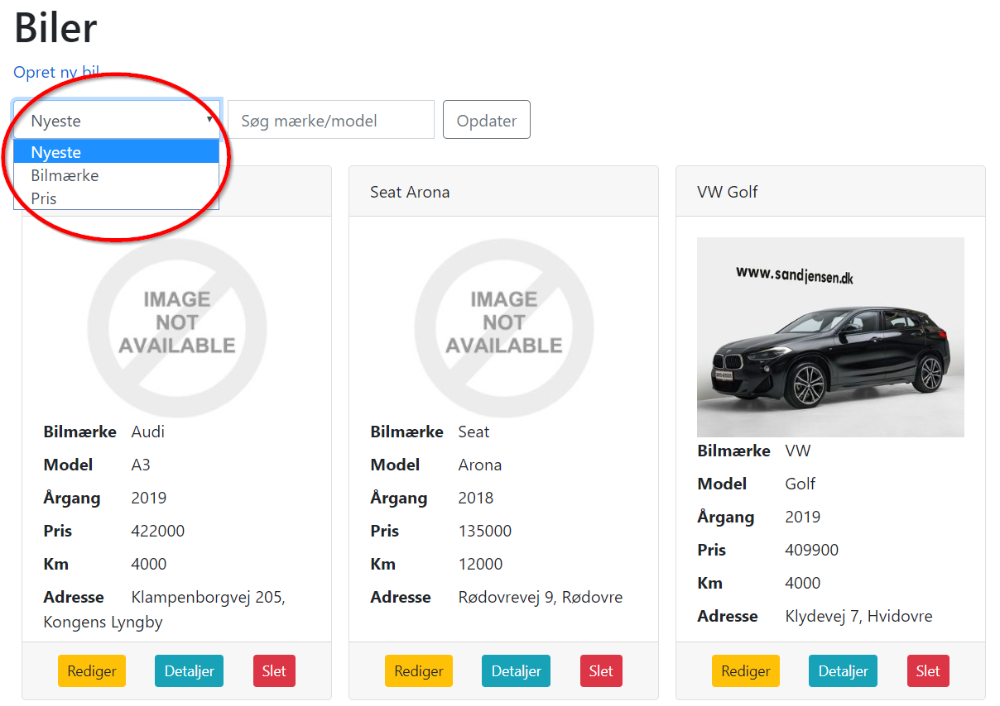 Biler
Opret ny bil
Nyeste
Søg mærke/model
Opdater
Nyeste
Bilmærke
Pris
IMAGE
NOT
AVAILABLE
Bilmærke Audi
Model A3
Årgang 2019
Pris 422000
Km 4000
Adresse Klampenborgvej 205,
Kongens Lyngby
Rediger Detaljer Slet
Seat Arona
IMAGE
NOT
AVAILABLE
Bilmærke Seat
Model Arona
Årgang 2018
Pris 135000
Km 12000
Adresse Rødovrevej 9, Rødovre
Rediger Detaljer Slet
VW Golf
www.sandjensen.dk
Bilmærke VW
Model Golf
Årgang 2019
Pris 409900
Km 4000
Adresse Klydevej 7, Hvidovre
Rediger Detaljer Slet